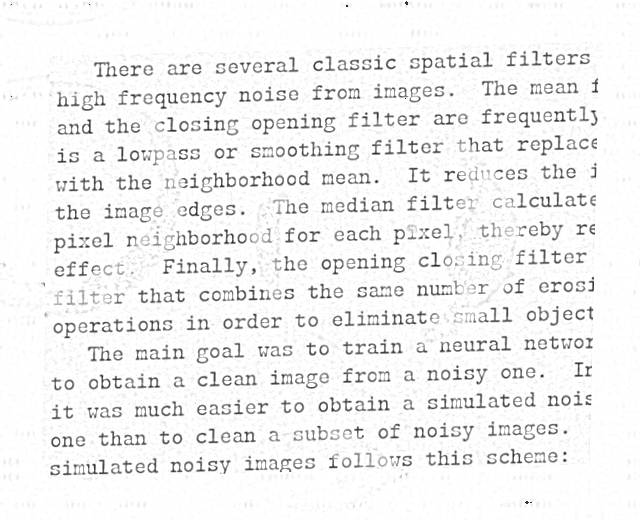 There are several classic spatial filters
high frequency noise from images. The mean f
and the closing opening filter are frequently
is a lowpass or smoothing filter that replace
with the neighborhood mean. It reduces the i
the image edges. The median filter calculate
pixel neighborhood for each pixel, thereby re
effect. Finally, the opening closing filter
filter that combines the same number of erosi
operations in order to eliminate small object
The main goal was to train a neural networ
to obtain a clean image from a noisy one. In
it was much easier to obtain a simulated nois
one than to clean a subset of noisy images.
simulated noisy images follows this scheme: